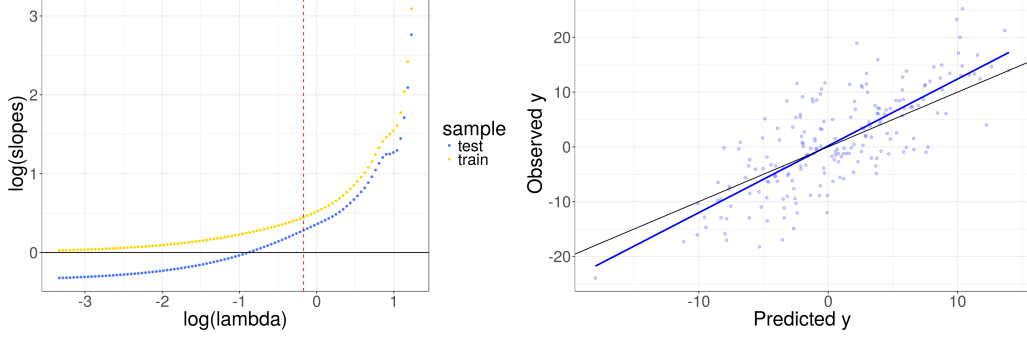 3
2
1
0
log(slopes)
-3
-2
-1
0
1
log(lambda)
sample
test
train
20
10
0
-10
-20
Observed y
-10
0
10
Predicted y